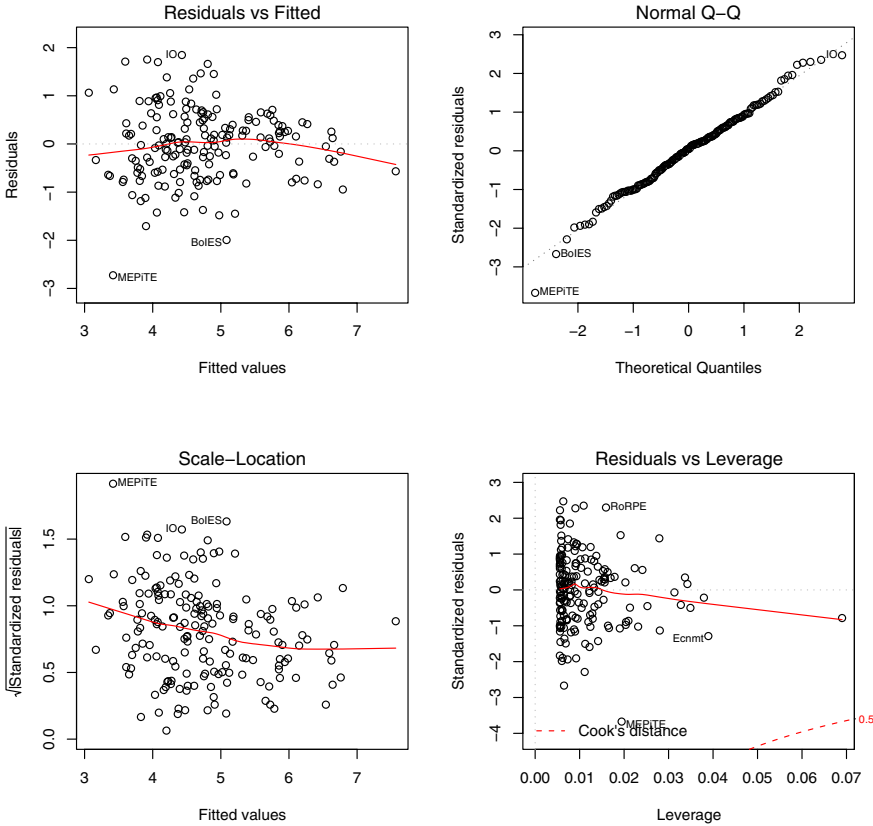 Residuals vs Fitted
2
1
0
−1
−2
−3
Residuals
IO
BoIES
MEPiTE
3 4 5 6 7
Fitted values
Normal Q−Q
3
2
1
0
−1
−2
−3
Standardized residuals
IO
BoIES
MEPiTE
−2 −1 0 1 2
Theoretical Quantiles
Scale−Location
1.5
1.0
0.5
0.0
√|Standardized residuals|
MEPiTE
BoIES
IO
3 4 5 6 7
Fitted values
Residuals vs Leverage
3
2
1
0
−1
−2
−3
−4
Standardized residuals
RoRPE
Ecnmt
MEPiTE
Cook's distance
0.5
0.00 0.01 0.02 0.03 0.04 0.05 0.06 0.07
Leverage